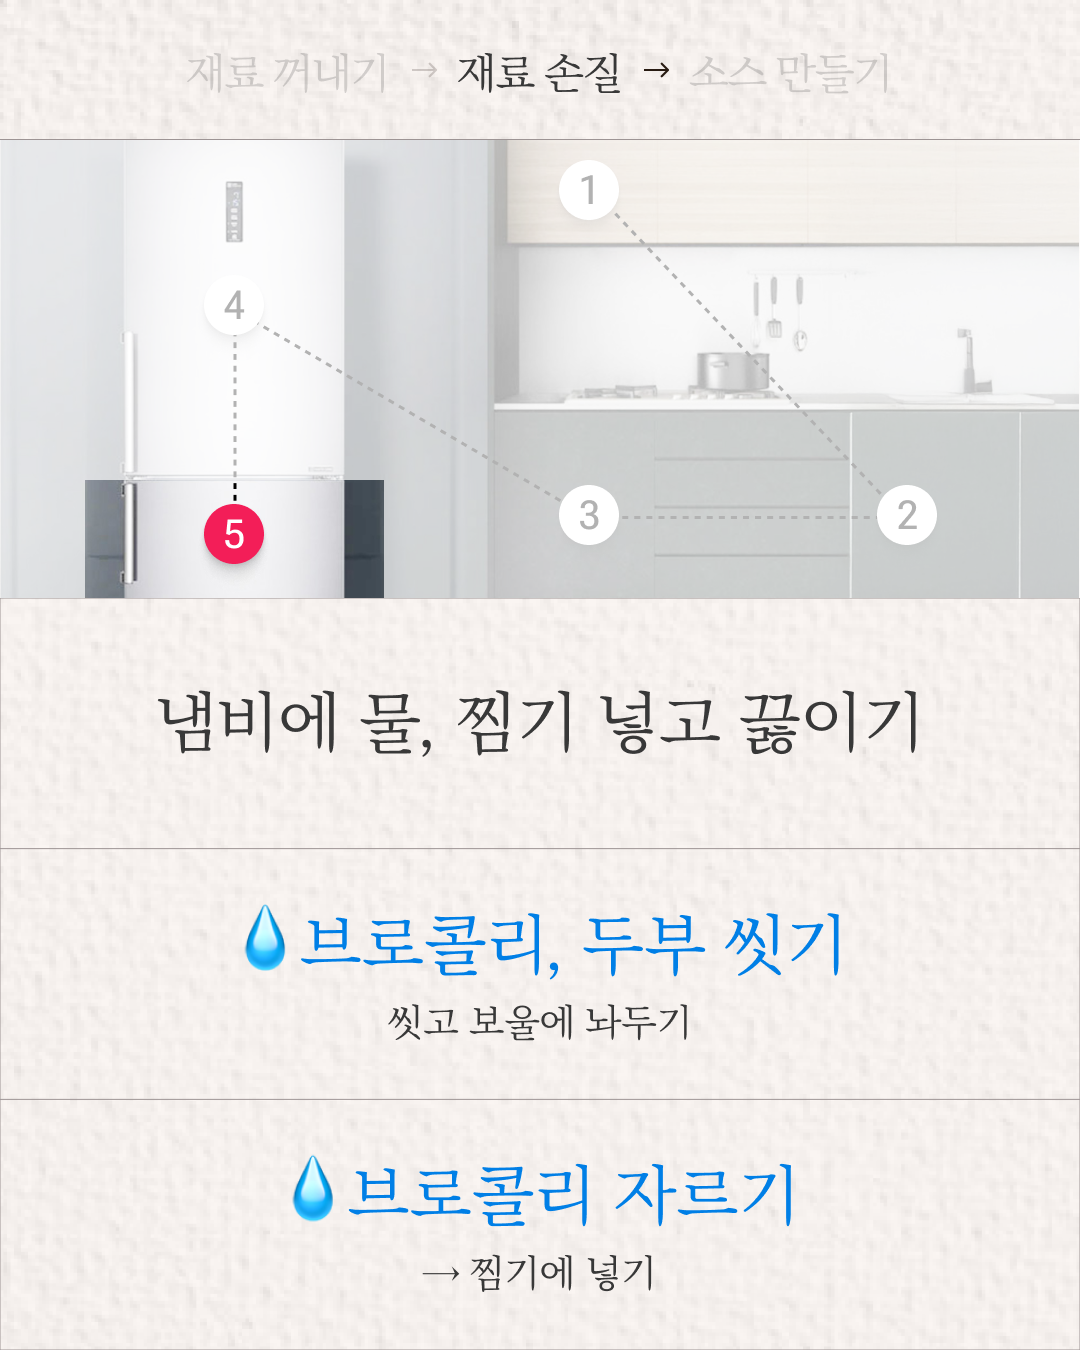 재료 꺼내기 → 재료 손질 → 소스 만들기
1
4
3
2
5
냄비에 물, 찜기 넣고 끓이기
💧브로콜리, 두부 씻기
씻고 보울에 놔두기
💧브로콜리 자르기
→ 찜기에 넣기